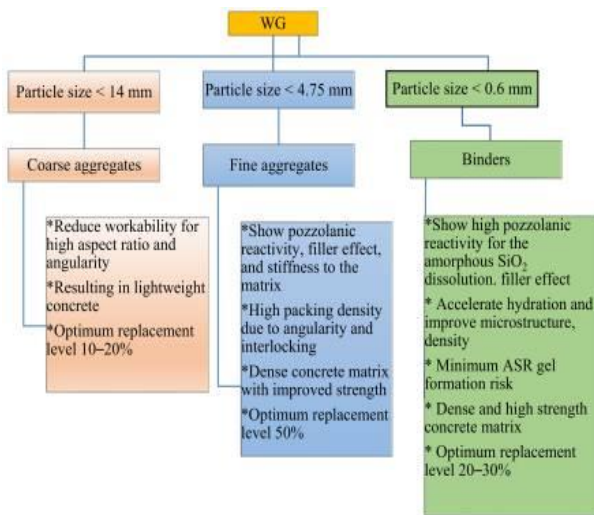 WG
Particle size < 14 mm
Particle size < 4.75 mm
Particle size < 0.6 mm
Coarse aggregates
Fine aggregates
Binders
*Reduce workability for
high aspect ratio and
angularity
*Resulting in lightweight
concrete
*Optimum replacement
level 10–20%
*Show pozzolanic
reactivity, filler effect,
and stiffness to the
matrix
*High packing density
due to angularity and
interlocking
*Dense concrete matrix
with improved strength
*Optimum replacement
level 50%
*Show high pozzolanic
reactivity for the
amorphous SiO₂
dissolution. filler effect
* Accelerate hydration and
improve microstructure,
density
* Minimum ASR gel
formation risk
* Dense and high strength
concrete matrix
* Optimum replacement
level 20–30%